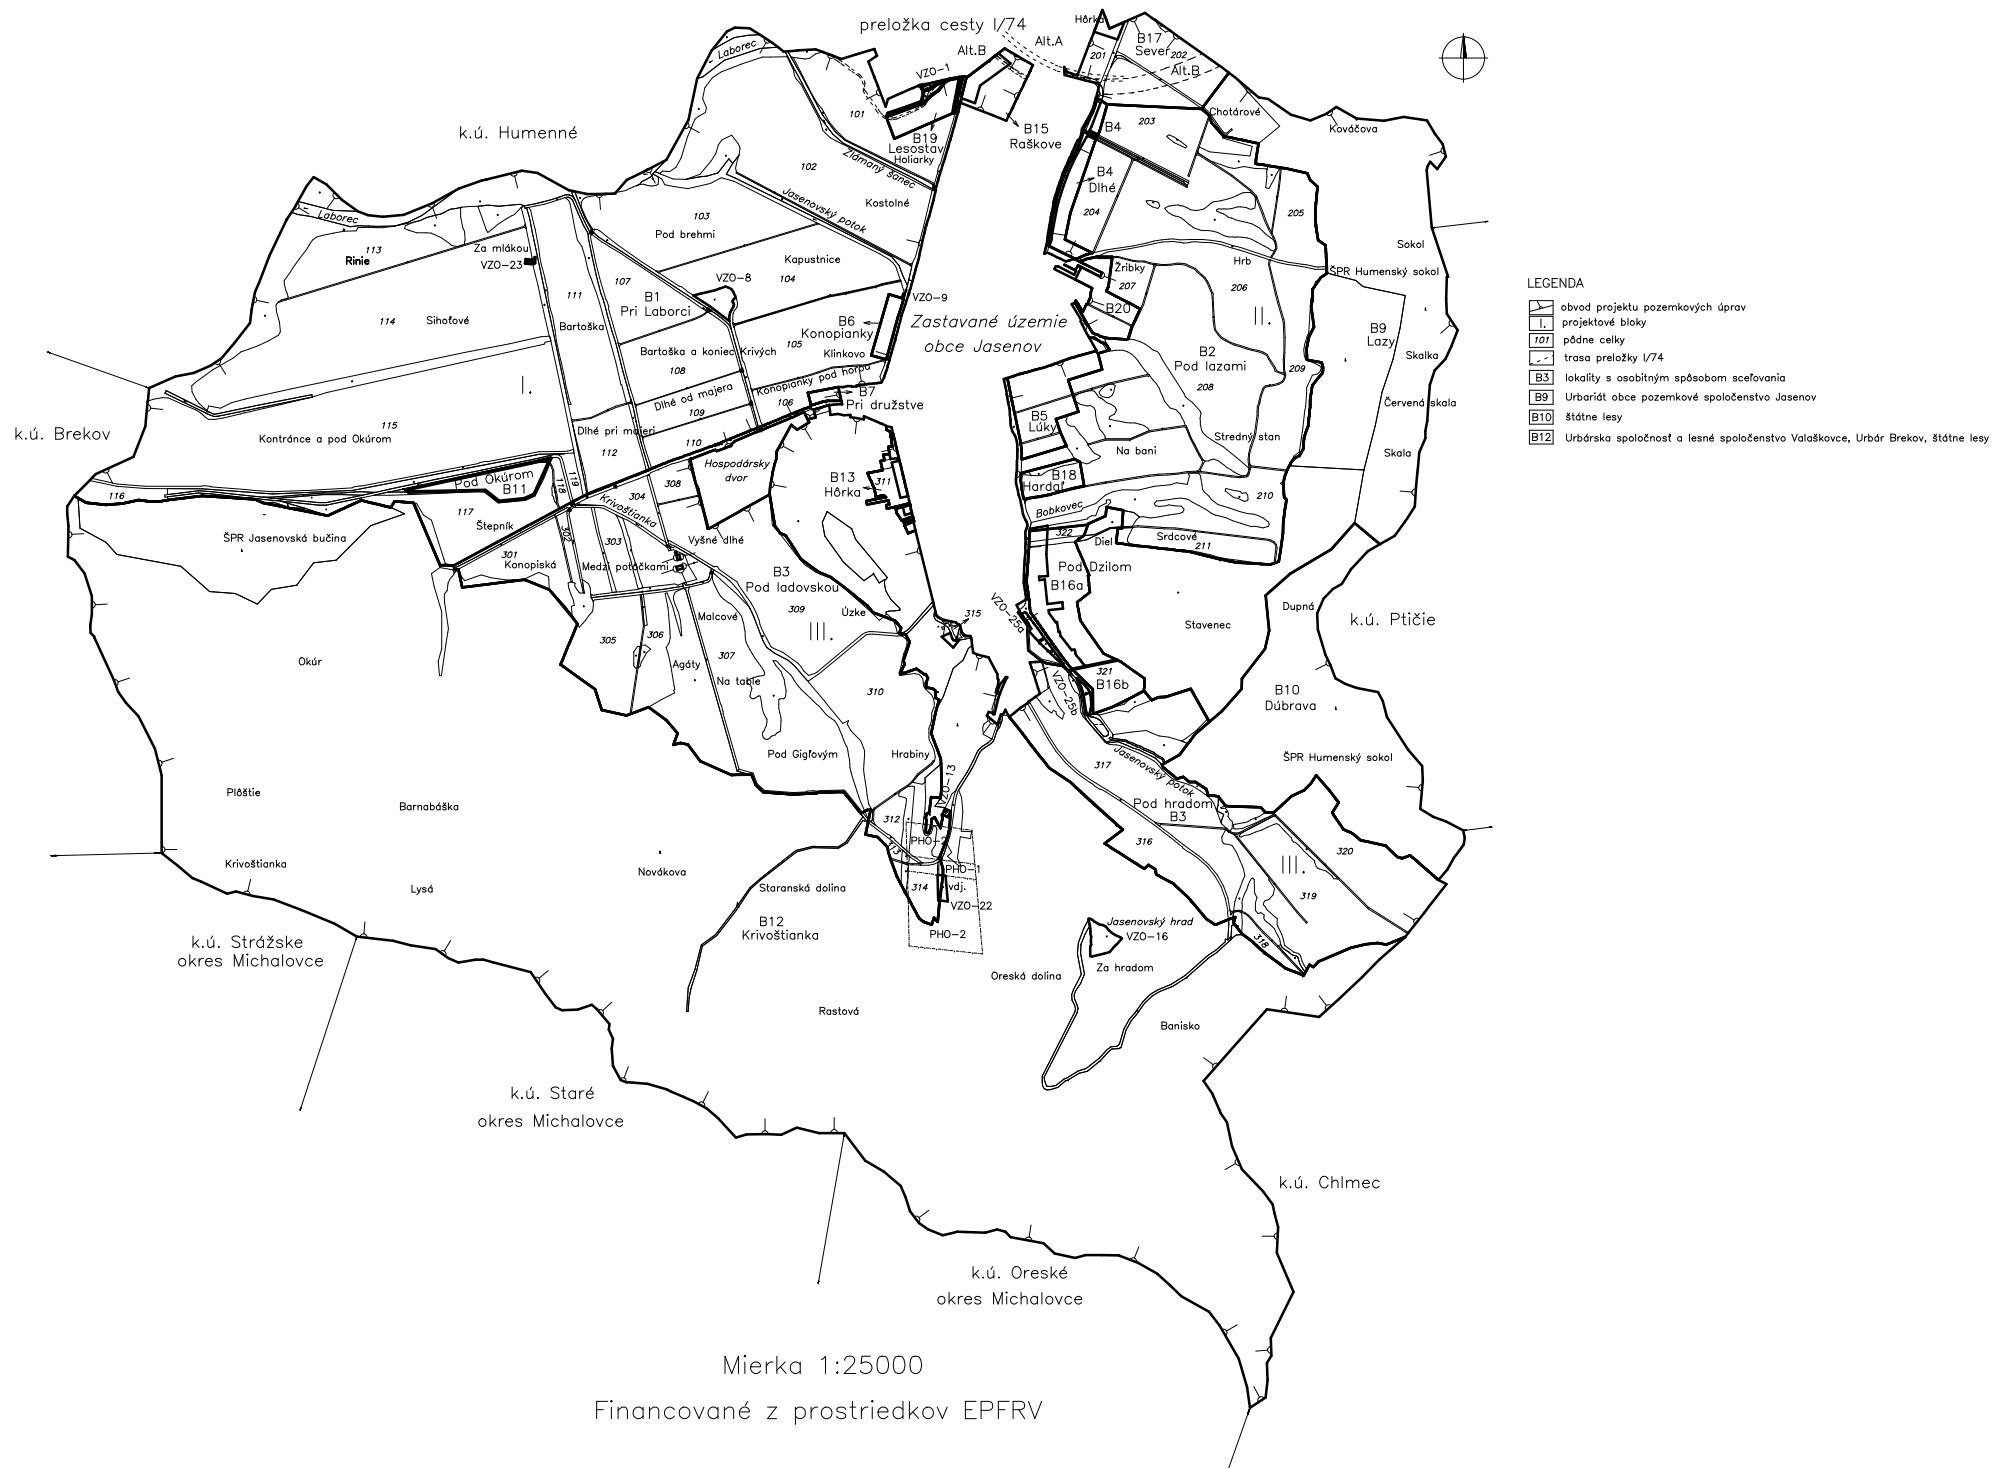 preložka cesty I/74
Alt.B
Alt.A
Hôrka
B17
Sever
201
202
Alt.B
Laborec
VZO-1
101
B19
Lesostav
Holiarky
B15
Raškove
B4
203
Chotárové
Kováčova
k.ú. Humenné
102
Zlámaný šanec
B4
Dlhé
204
205
Jasenovský potok
Kostolné
Laborec
103
Pod brehmi
113
Rinie
Za mlákou
VZO-23
Kapustnice
104
VZO-8
107
B1
Pri Laborci
111
Bartoška
Sokol
ŠPR Humenský sokol
Hrb
Žribky
207
206
B20
II.
VZO-9
B6
Konopianky
Zastavané územie
obce Jasenov
114
Sihoľové
105
Klinkovo
Bartoška a koniec Krivých
108
B9
Lazy
Skalka
B2
Pod lazami
208
209
I.
Dlhé od majera
109
Konopianky pod horou
106
B7
Pri družstve
Červená skala
k.ú. Brekov
115
Kontránce a pod Okúrom
Dlhé pri majeri
110
112
B5
Lúky
Stredný stan
Na bani
Skala
Hospodársky
dvor
B13
Hôrka
311
B18
Hardaľ
116
Pod Okúrom
B11
118
119
304
308
Krivoštianka
210
Bobkovec
117
Štepník
ŠPR Jasenovská bučina
302
303
Vyšné dlhé
322
Diel
Srdcové
211
301
Konopiská
Medzi potôčkami
B3
Pod ladovskou
309
Pod Dzilom
B16a
Úzke
315
VZO-25a
Dupná
Stavenec
k.ú. Ptičie
Malcové
III.
305
306
307
Agáty
Na table
Okúr
310
321
B16b
VZO-25b
B10
Dúbrava
Pod Gigľovým
Hrabiny
317
Jasenovský potok
ŠPR Humenský sokol
VZO-13
Plôštie
Barnabáška
Pod hradom
B3
312
313
PHO-2
316
320
III.
Krivoštianka
Lysá
Nováková
Staranská dolina
314
PHO-1
vdj.
VZO-22
319
B12
Krivoštianka
PHO-2
Jasenovský hrad
VZO-16
318
k.ú. Strážske
okres Michalovce
Oreská dolina
Za hradom
Rastová
Banisko
k.ú. Staré
okres Michalovce
k.ú. Chlmec
k.ú. Oreské
okres Michalovce
Mierka 1:25000
Financované z prostriedkov EPFRV
LEGENDA
obvod projektu pozemkových úprav
I. projektové bloky
101 pôdne celky
trasa preložky I/74
B3 lokality s osobitným spôsobom sceľovania
B9 Urbariát obce pozemkové spoločenstvo Jasenov
B10 štátne lesy
B12 Urbárska spoločnosť a lesné spoločenstvo Valaškovce, Urbár Brekov, štátne lesy